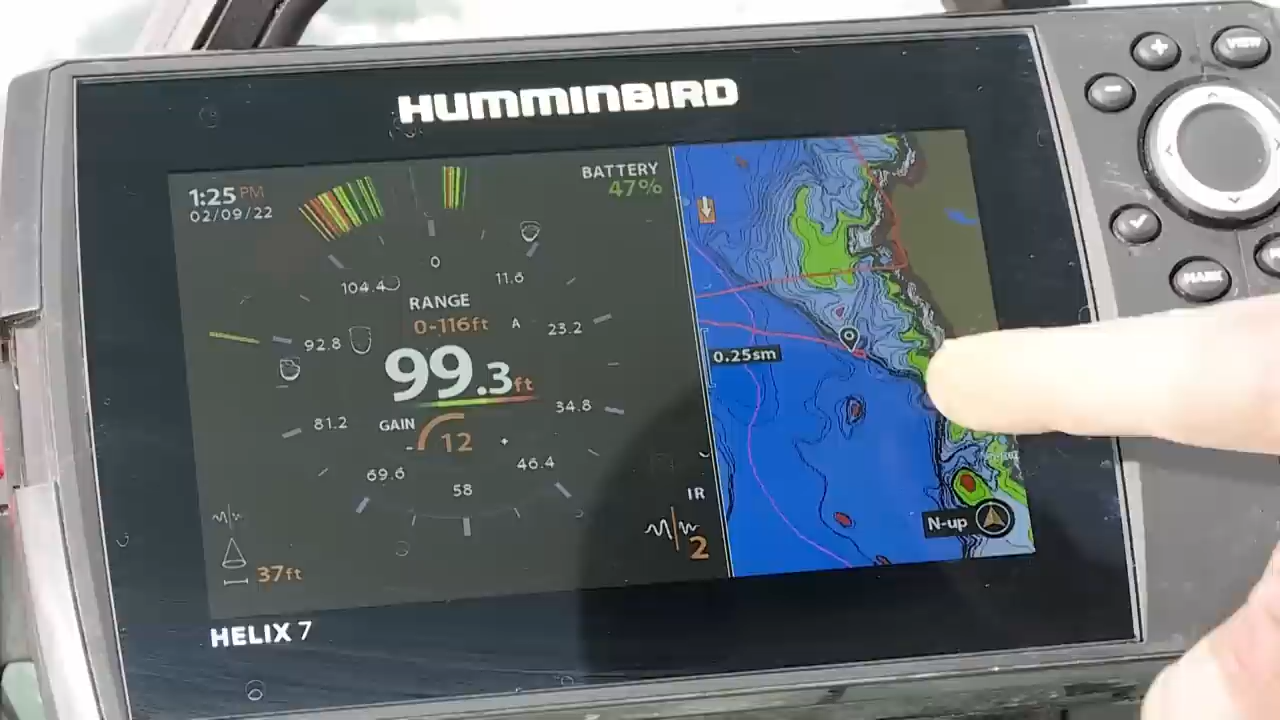 HUMMINBIRD
1:25 PM
02/09/22
BATTERY
47%
0
11.6
23.2
34.8
46.4
58
69.6
81.2
92.8
104.4
RANGE
0-116ft A
99.3ft
GAIN
- 12 +
IR
2
37ft
0.25sm
N-up
HELIX 7
+
-
VIEW
MARK